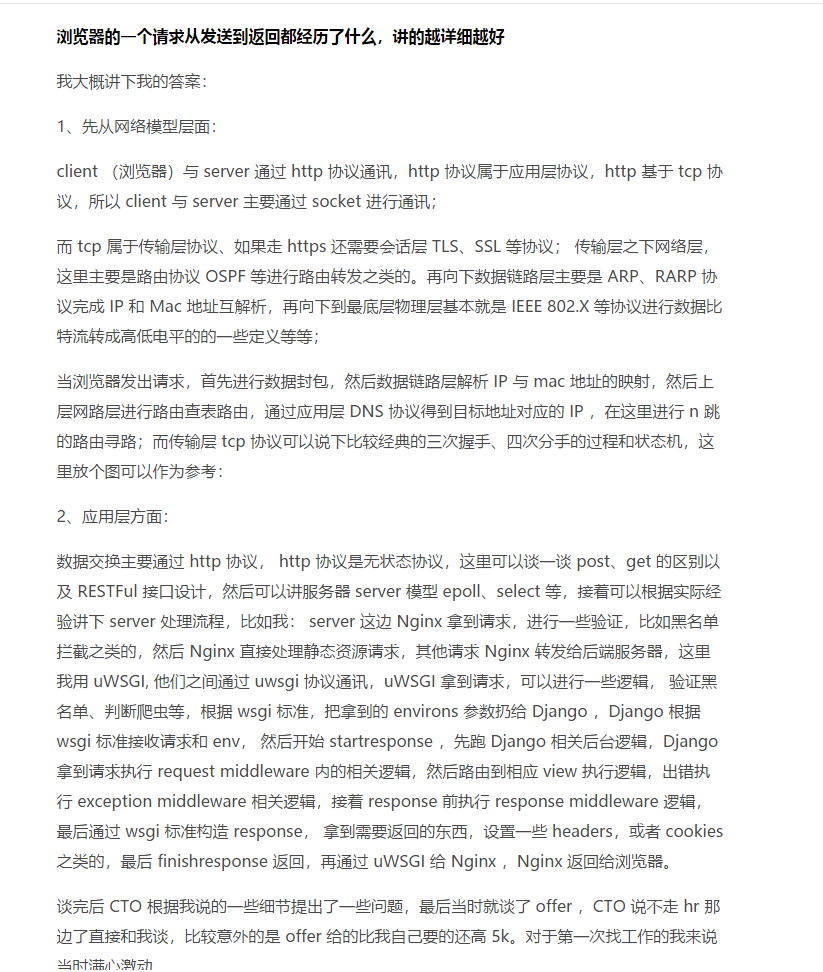 浏览器的一个请求从发送到返回都经历了什么，讲的越详细越好
我大概讲下我的答案：
1、先从网络模型层面：
client （浏览器）与 server 通过 http 协议通讯，http 协议属于应用层协议，http 基于 tcp 协
议，所以 client 与 server 主要通过 socket 进行通讯；
而 tcp 属于传输层协议、如果走 https 还需要会话层 TLS、SSL 等协议； 传输层之下网络层，
这里主要是路由协议 OSPF 等进行路由转发之类的。再向下数据链路层主要是 ARP、RARP 协
议完成 IP 和 Mac 地址互解析，再向下到最底层物理层基本就是 IEEE 802.X 等协议进行数据比
特流转成高低电平的的一些定义等等；
当浏览器发出请求，首先进行数据封包，然后数据链路层解析 IP 与 mac 地址的映射，然后上
层网路层进行路由查表路由，通过应用层 DNS 协议得到目标地址对应的 IP ，在这里进行 n 跳
的路由寻路；而传输层 tcp 协议可以说下比较经典的三次握手、四次分手的过程和状态机，这
里放个图可以作为参考：
2、应用层方面：
数据交换主要通过 http 协议， http 协议是无状态协议，这里可以谈一谈 post、get 的区别以
及 RESTFul 接口设计，然后可以讲服务器 server 模型 epoll、select 等，接着可以根据实际经
验讲下 server 处理流程，比如我： server 这边 Nginx 拿到请求，进行一些验证，比如黑名单
拦截之类的，然后 Nginx 直接处理静态资源请求，其他请求 Nginx 转发给后端服务器，这里
我用 uWSGI, 他们之间通过 uwsgi 协议通讯，uWSGI 拿到请求，可以进行一些逻辑， 验证黑
名单、判断爬虫等，根据 wsgi 标准，把拿到的 environs 参数扔给 Django ，Django 根据
wsgi 标准接收请求和 env， 然后开始 startresponse ，先跑 Django 相关后台逻辑，Django
拿到请求执行 request middleware 内的相关逻辑，然后路由到相应 view 执行逻辑，出错执
行 exception middleware 相关逻辑，接着 response 前执行 response middleware 逻辑，
最后通过 wsgi 标准构造 response， 拿到需要返回的东西，设置一些 headers，或者 cookies
之类的，最后 finishresponse 返回，再通过 uWSGI 给 Nginx ，Nginx 返回给浏览器。
谈完后 CTO 根据我说的一些细节提出了一些问题，最后当时就谈了 offer ，CTO 说不走 hr 那
边了直接和我谈，比较意外的是 offer 给的比我自己要的还高 5k。对于第一次找工作的我来说
当时满心激动